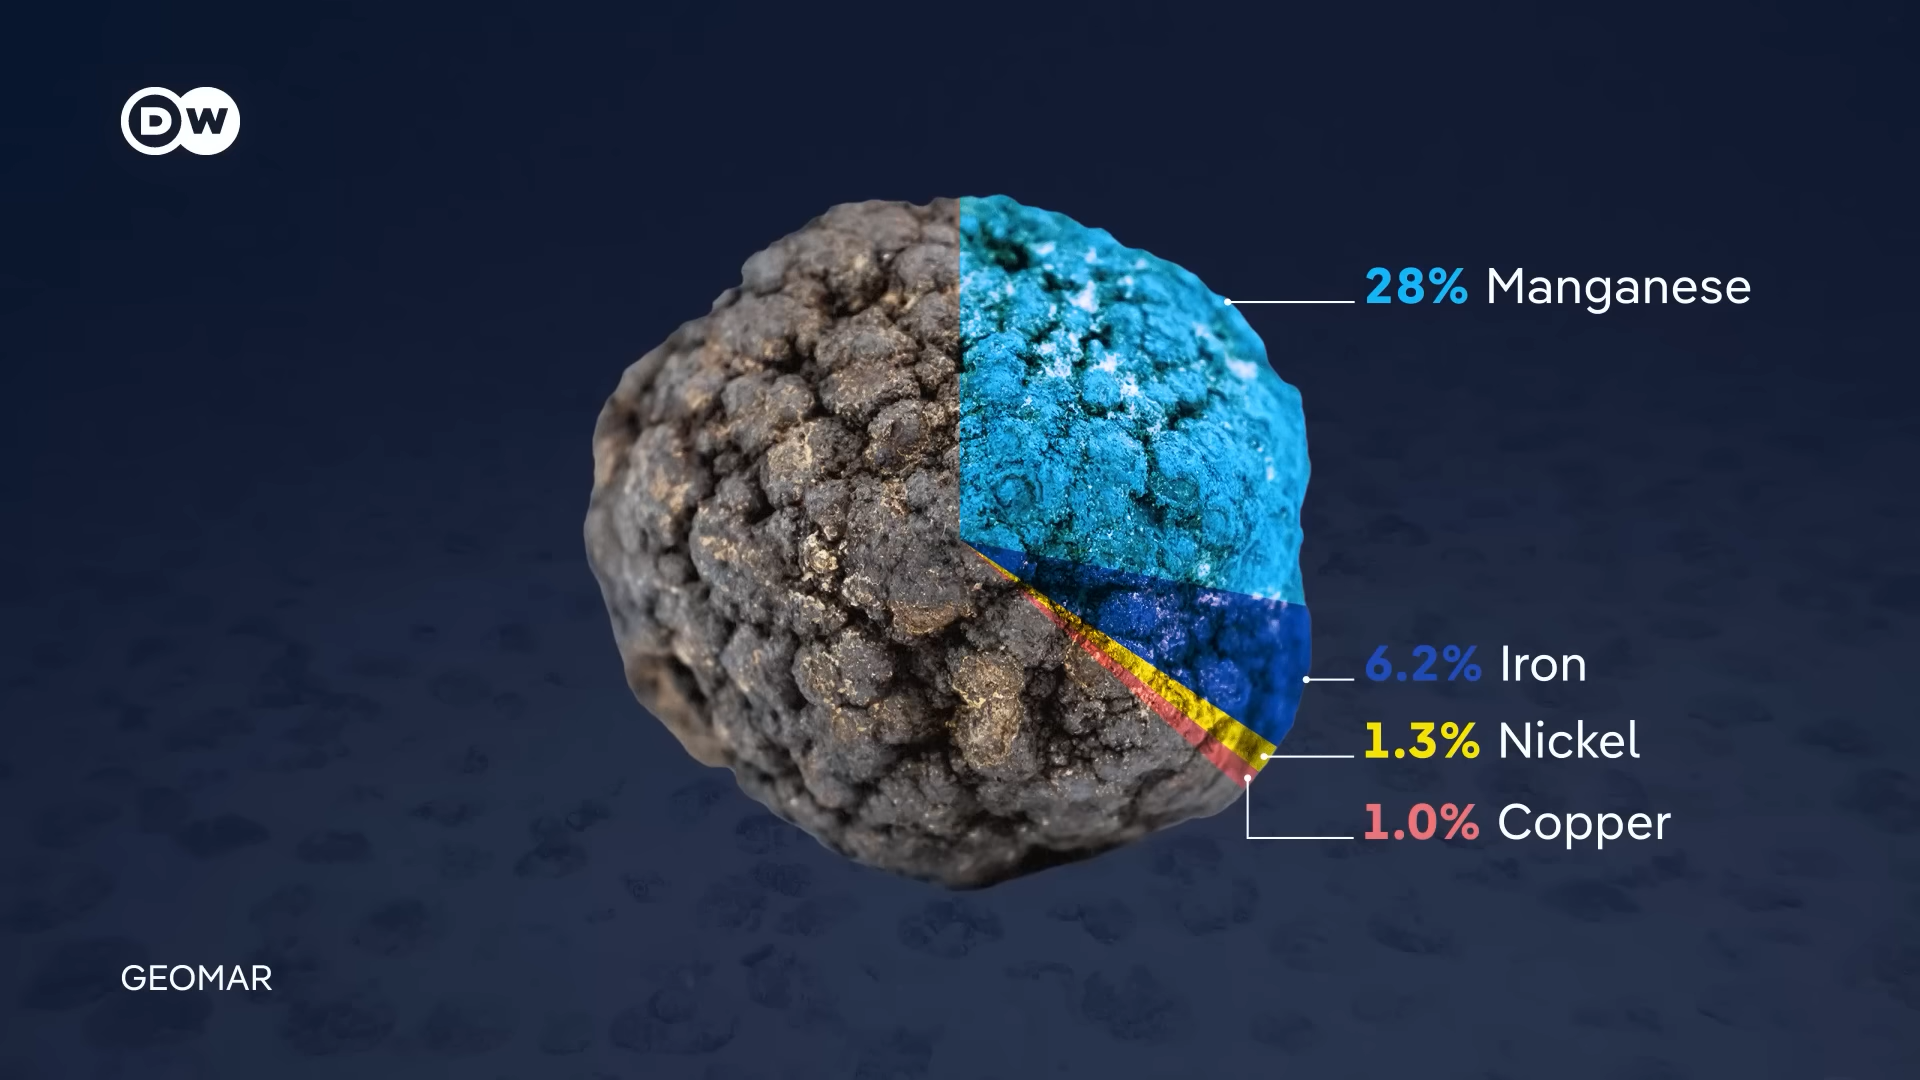 DW
28% Manganese
6.2% Iron
1.3% Nickel
1.0% Copper
GEOMAR